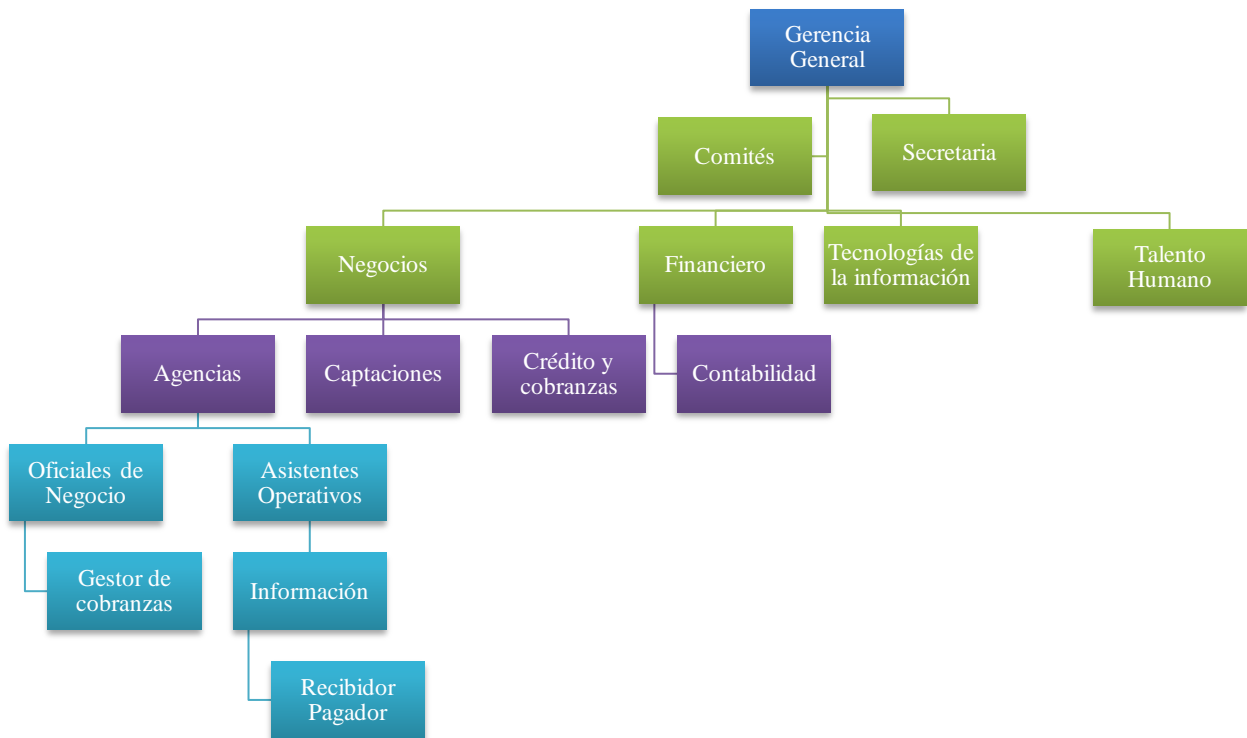 Gerencia
General
Comités
Secretaria
Negocios
Financiero
Tecnologías de
la información
Talento
Humano
Agencias
Captaciones
Crédito y
cobranzas
Contabilidad
Oficiales de
Negocio
Asistentes
Operativos
Gestor de
cobranzas
Información
Recibidor
Pagador